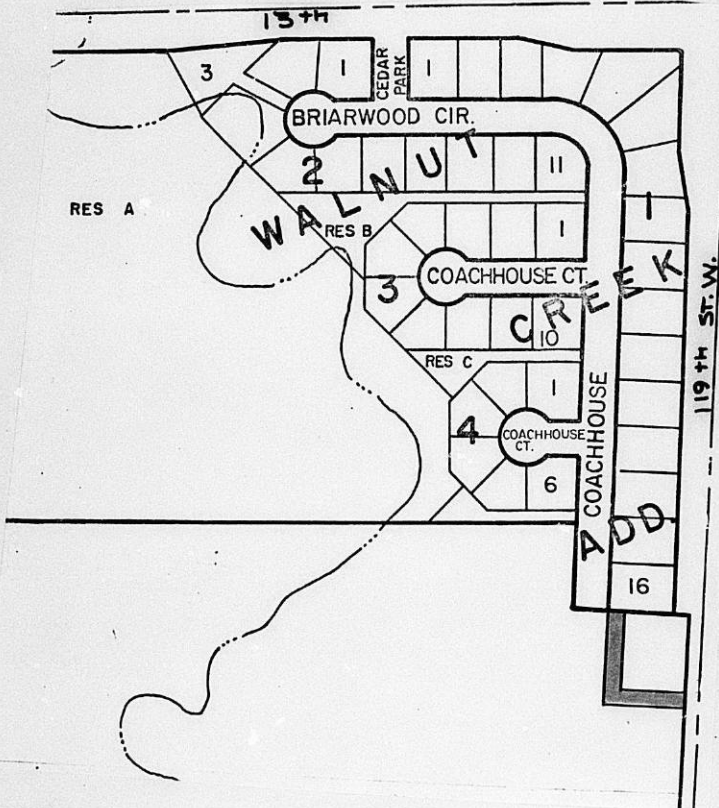 13th
3
1
CEDAR
PARK
1
BRIARWOOD CIR.
2
11
WALNUT
RES A
RES B
1
1
COACHHOUSE CT.
3
CREEK
10
119th ST. W.
RES C
1
4
COACHHOUSE
CT.
COACHHOUSE
6
ADD
16